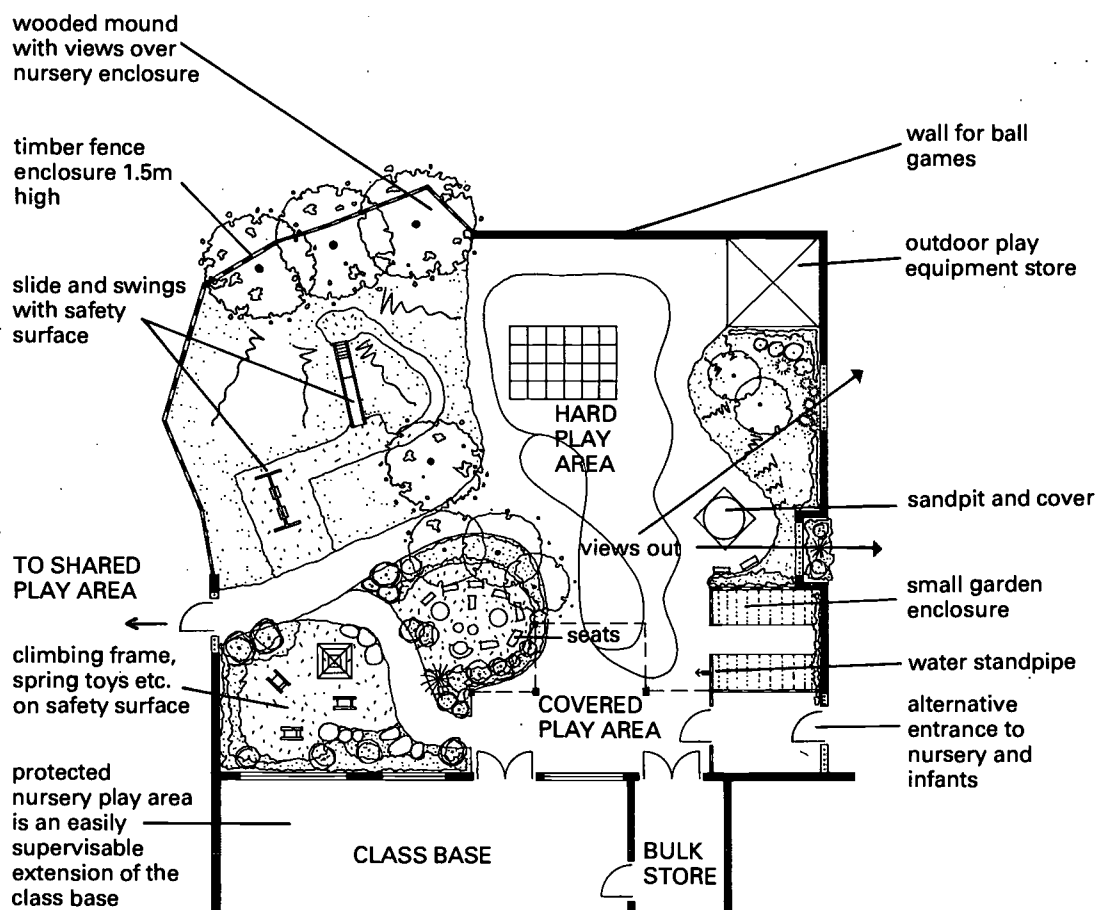 wooded mound
with views over
nursery enclosure
timber fence
enclosure 1.5m
high
slide and swings
with safety
surface
TO SHARED
PLAY AREA
climbing frame,
spring toys etc.
on safety surface
protected
nursery play area
is an easily
supervisable
extension of the
class base
HARD
PLAY
AREA
views out
seats
COVERED
PLAY AREA
CLASS BASE
BULK
STORE
wall for ball
games
outdoor play
equipment store
sandpit and cover
small garden
enclosure
water standpipe
alternative
entrance to
nursery and
infants